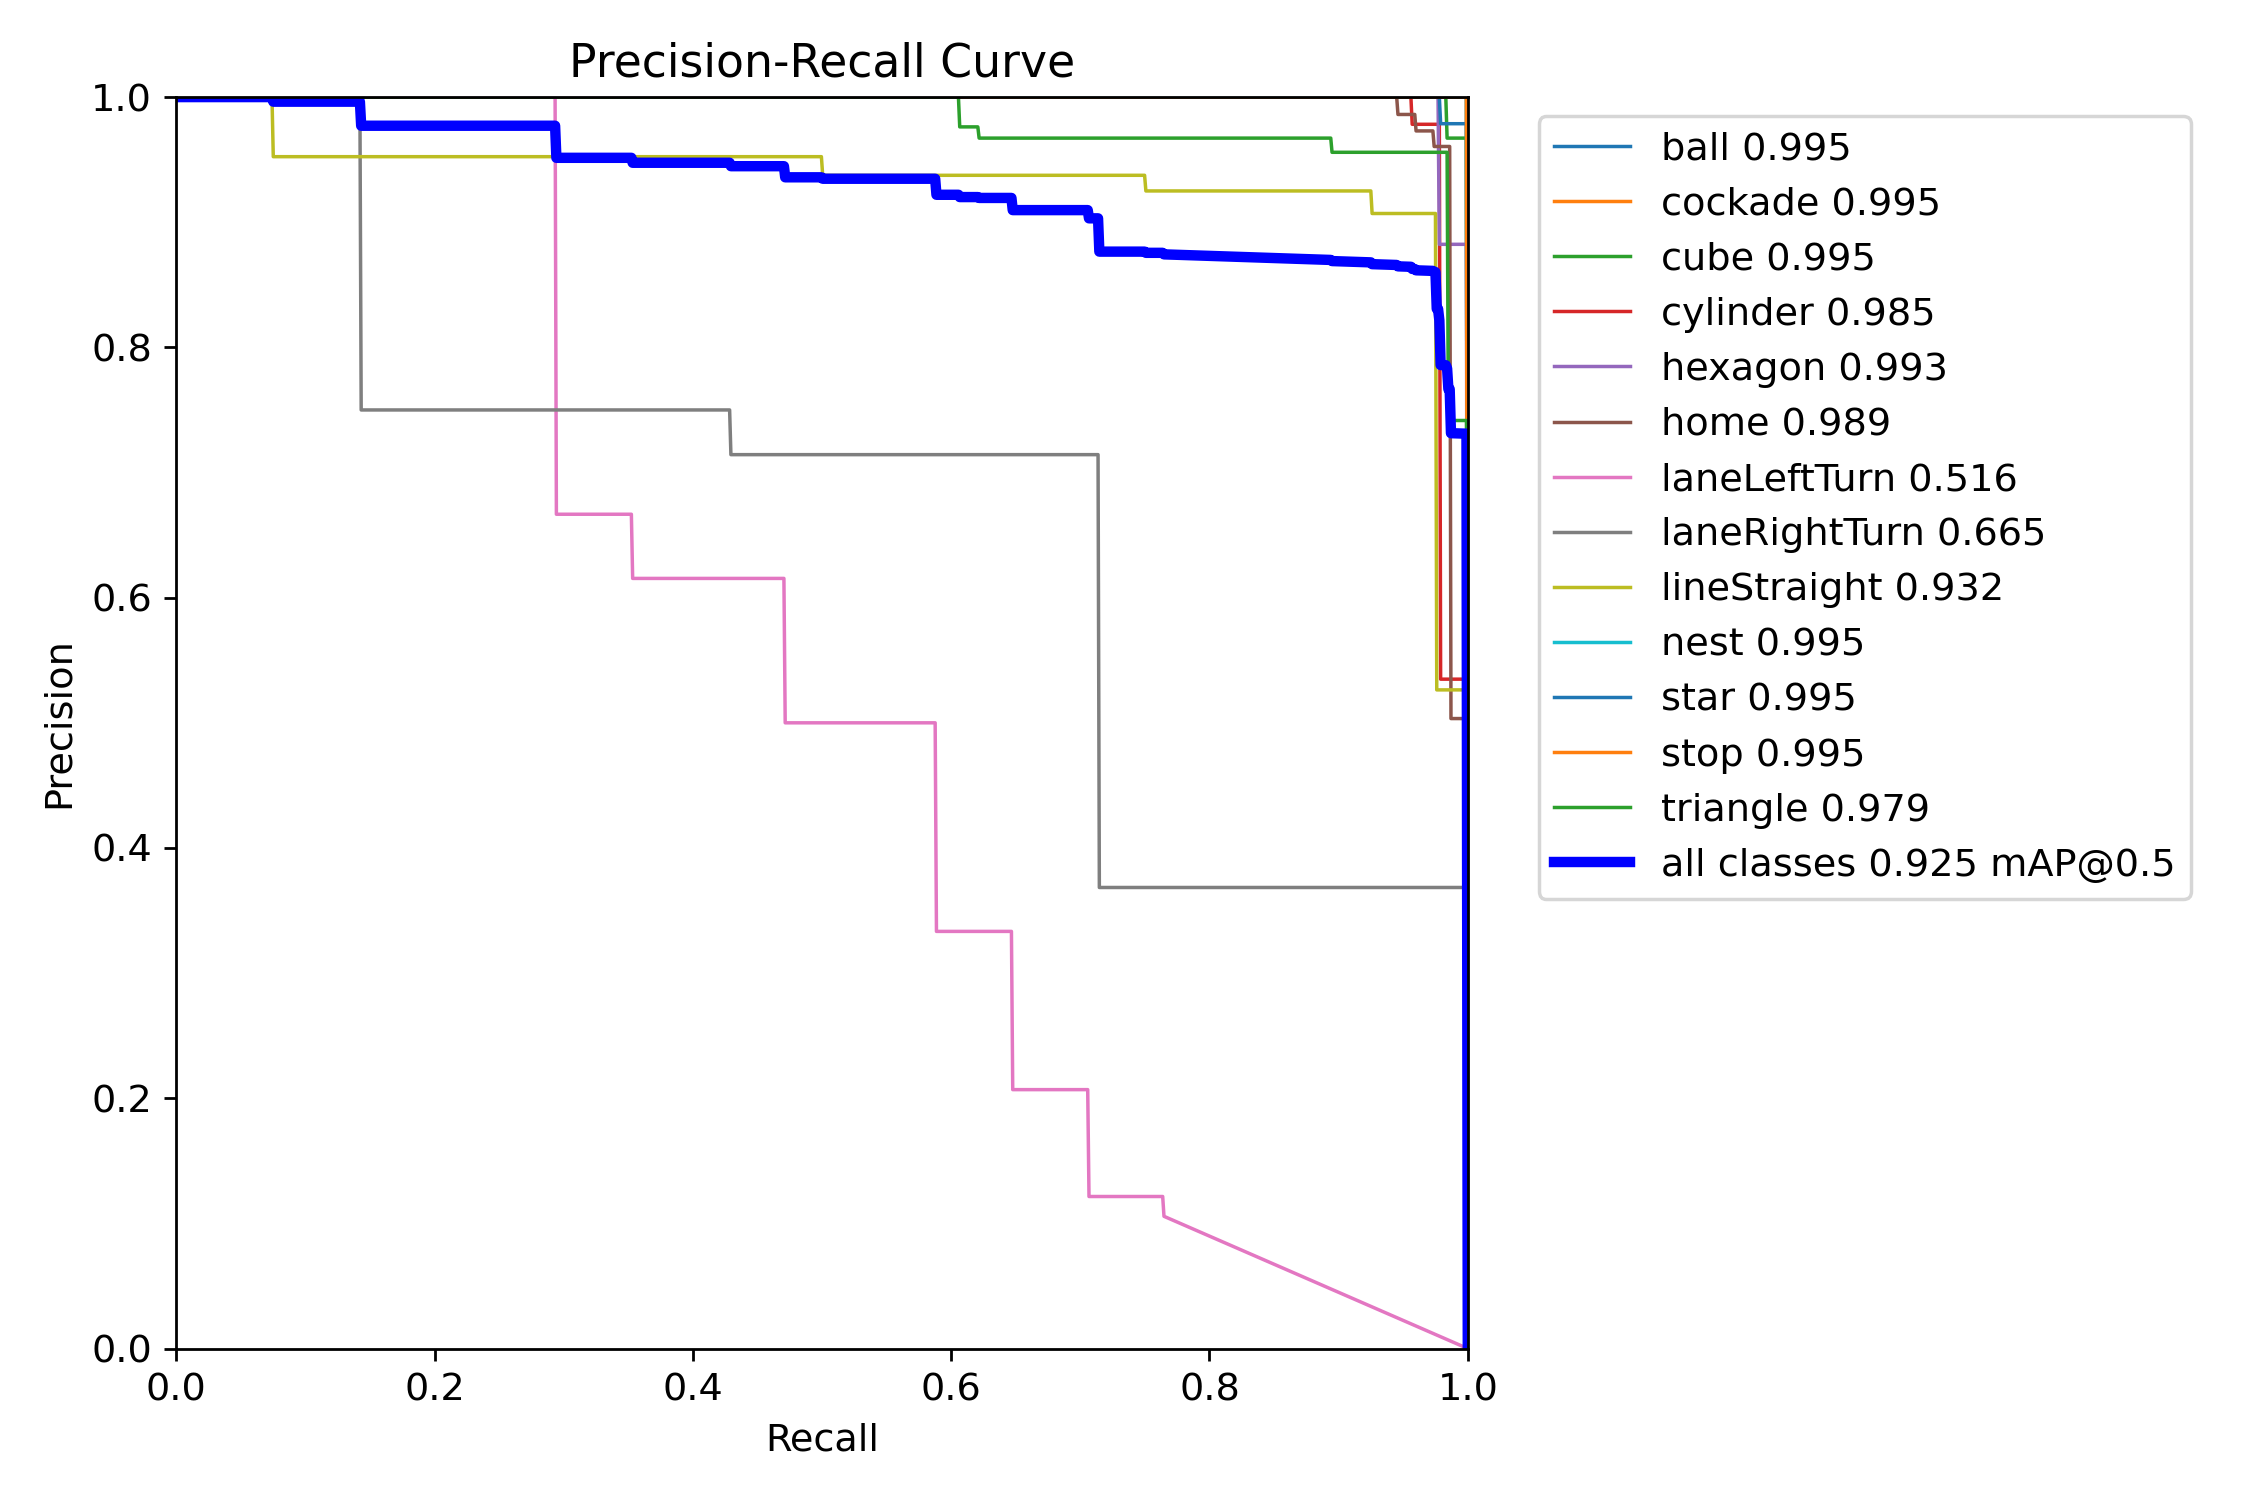 Precision-Recall Curve
1.0
0.8
0.6
0.4
0.2
0.0
Precision
0.0 0.2 0.4 0.6 0.8 1.0
Recall
ball 0.995
cockade 0.995
cube 0.995
cylinder 0.985
hexagon 0.993
home 0.989
laneLeftTurn 0.516
laneRightTurn 0.665
lineStraight 0.932
nest 0.995
star 0.995
stop 0.995
triangle 0.979
all classes 0.925 mAP@0.5